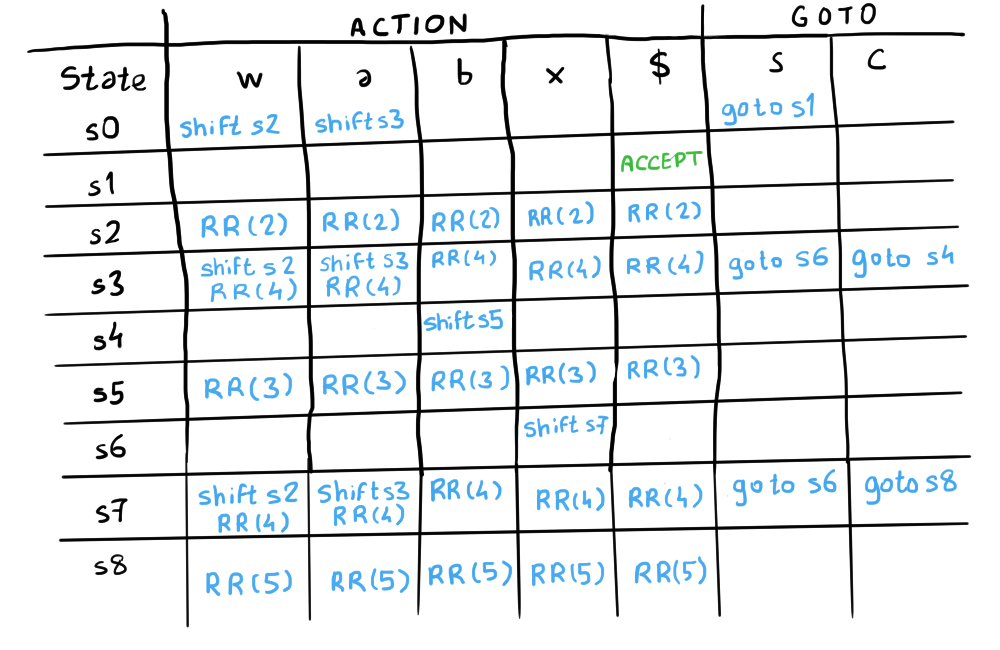 ACTION GOTO
State w a b x $ S C
s0 shift s2 shift s3 goto s1
s1 ACCEPT
s2 RR(2) RR(2) RR(2) RR(2) RR(2)
s3 shift s2 RR(4) shift s3 RR(4) RR(4) RR(4) RR(4) goto s6 goto s4
s4 shift s5
s5 RR(3) RR(3) RR(3) RR(3) RR(3)
s6 shift s7
s7 shift s2 RR(4) shift s3 RR(4) RR(4) RR(4) RR(4) goto s6 goto s8
s8 RR(5) RR(5) RR(5) RR(5) RR(5)